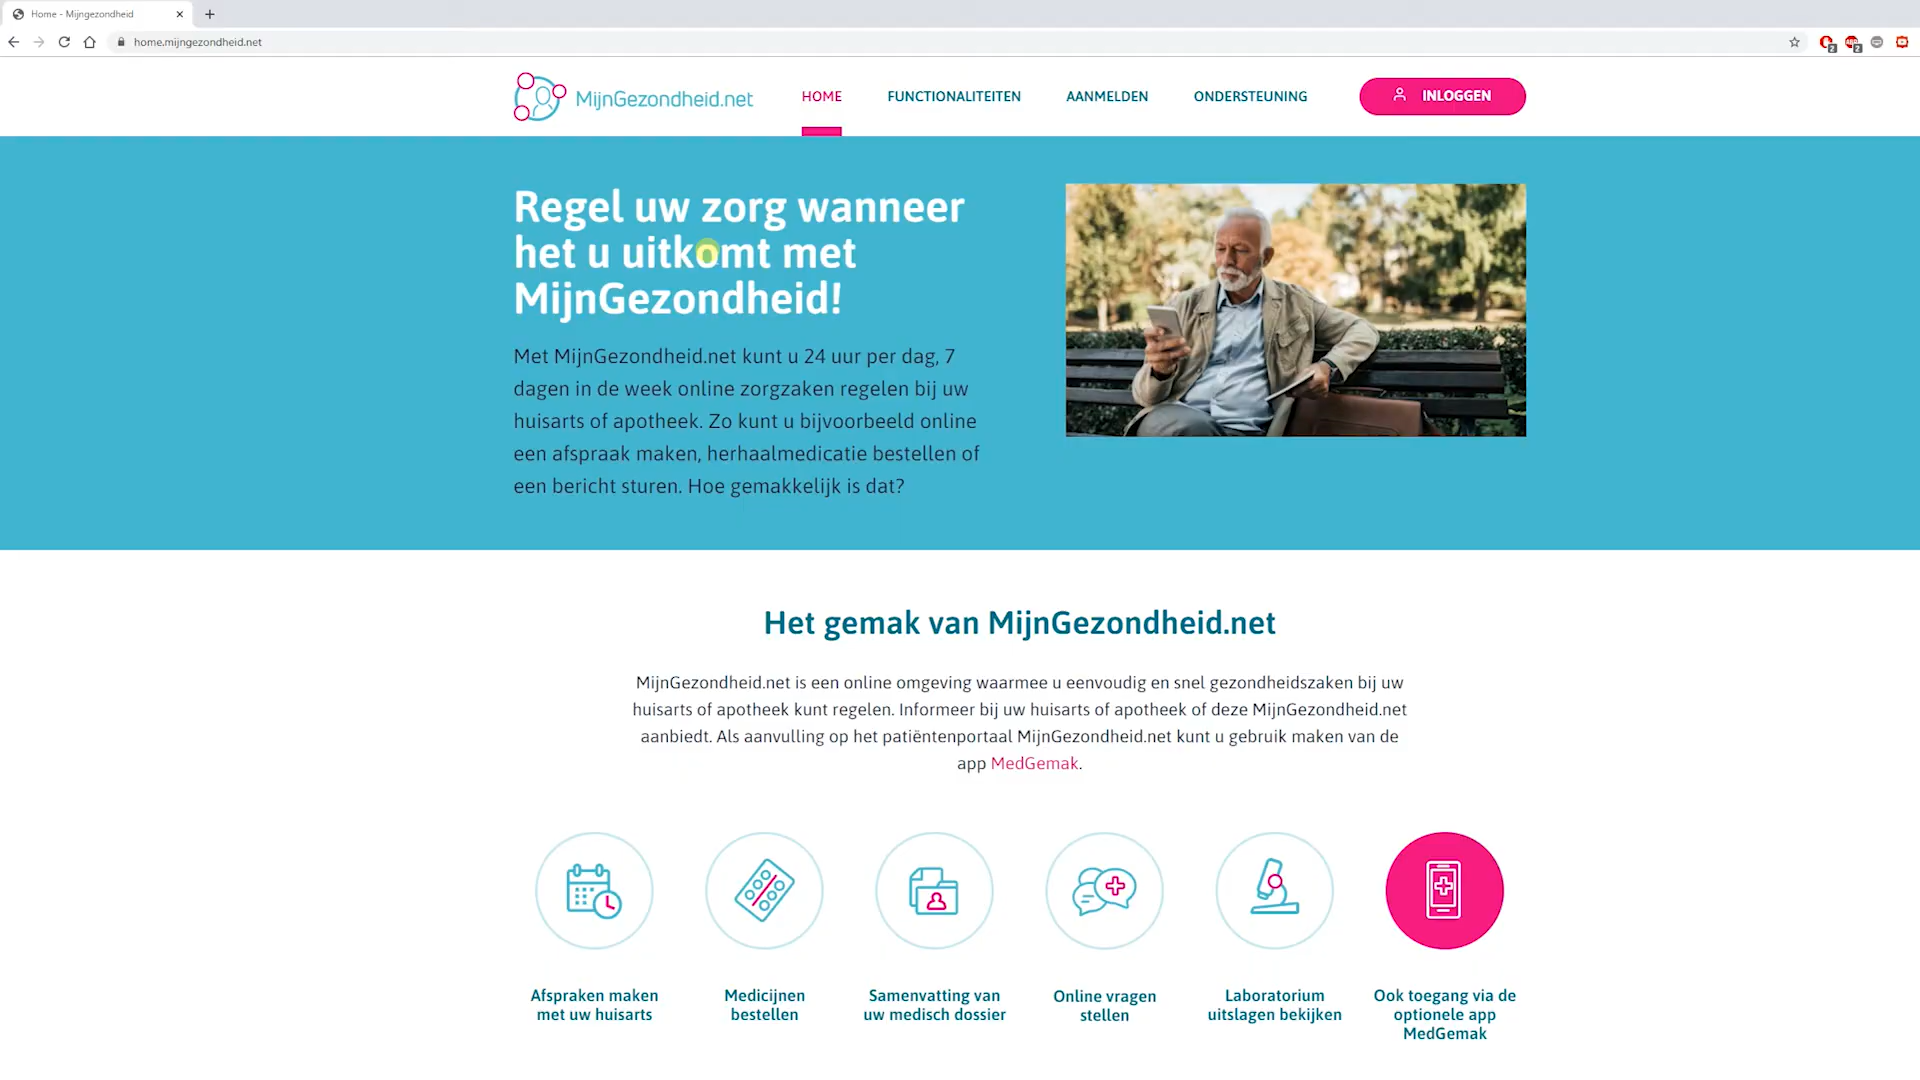 Home - Mijngezondheid
home.mijngezondheid.net
MijnGezondheid.net
HOME
FUNCTIONALITEITEN
AANMELDEN
ONDERSTEUNING
INLOGGEN
Regel uw zorg wanneer
het u uitkomt met
MijnGezondheid!
Met MijnGezondheid.net kunt u 24 uur per dag, 7
dagen in de week online zorgzaken regelen bij uw
huisarts of apotheek. Zo kunt u bijvoorbeeld online
een afspraak maken, herhaalmedicatie bestellen of
een bericht sturen. Hoe gemakkelijk is dat?
Het gemak van MijnGezondheid.net
MijnGezondheid.net is een online omgeving waarmee u eenvoudig en snel gezondheidszaken bij uw
huisarts of apotheek kunt regelen. Informeer bij uw huisarts of apotheek of deze MijnGezondheid.net
aanbiedt. Als aanvulling op het patiëntenportaal MijnGezondheid.net kunt u gebruik maken van de
app MedGemak.
Afspraken maken
met uw huisarts
Medicijnen
bestellen
Samenvatting van
uw medisch dossier
Online vragen
stellen
Laboratorium
uitslagen bekijken
Ook toegang via de
optionele app
MedGemak